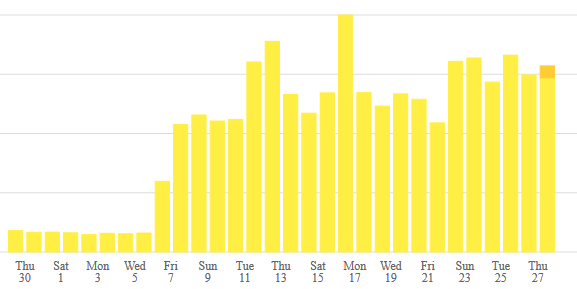 Thu Sat Mon Wed Fri Sun Tue Thu Sat Mon Wed Fri Sun Tue Thu
30 1 3 5 7 9 11 13 15 17 19 21 23 25 27